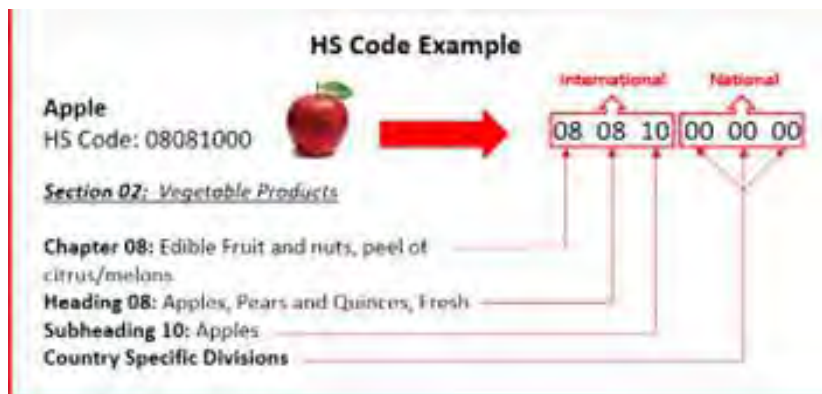 HS Code Example
International National
Apple
HS Code: 08081000
08 08 10 00 00 00
Section 02: Vegetable Products
Chapter 08: Edible Fruit and nuts, peel of
citrus/melons
Heading 08: Apples, Pears and Quinces, Fresh
Subheading 10: Apples
Country Specific Divisions